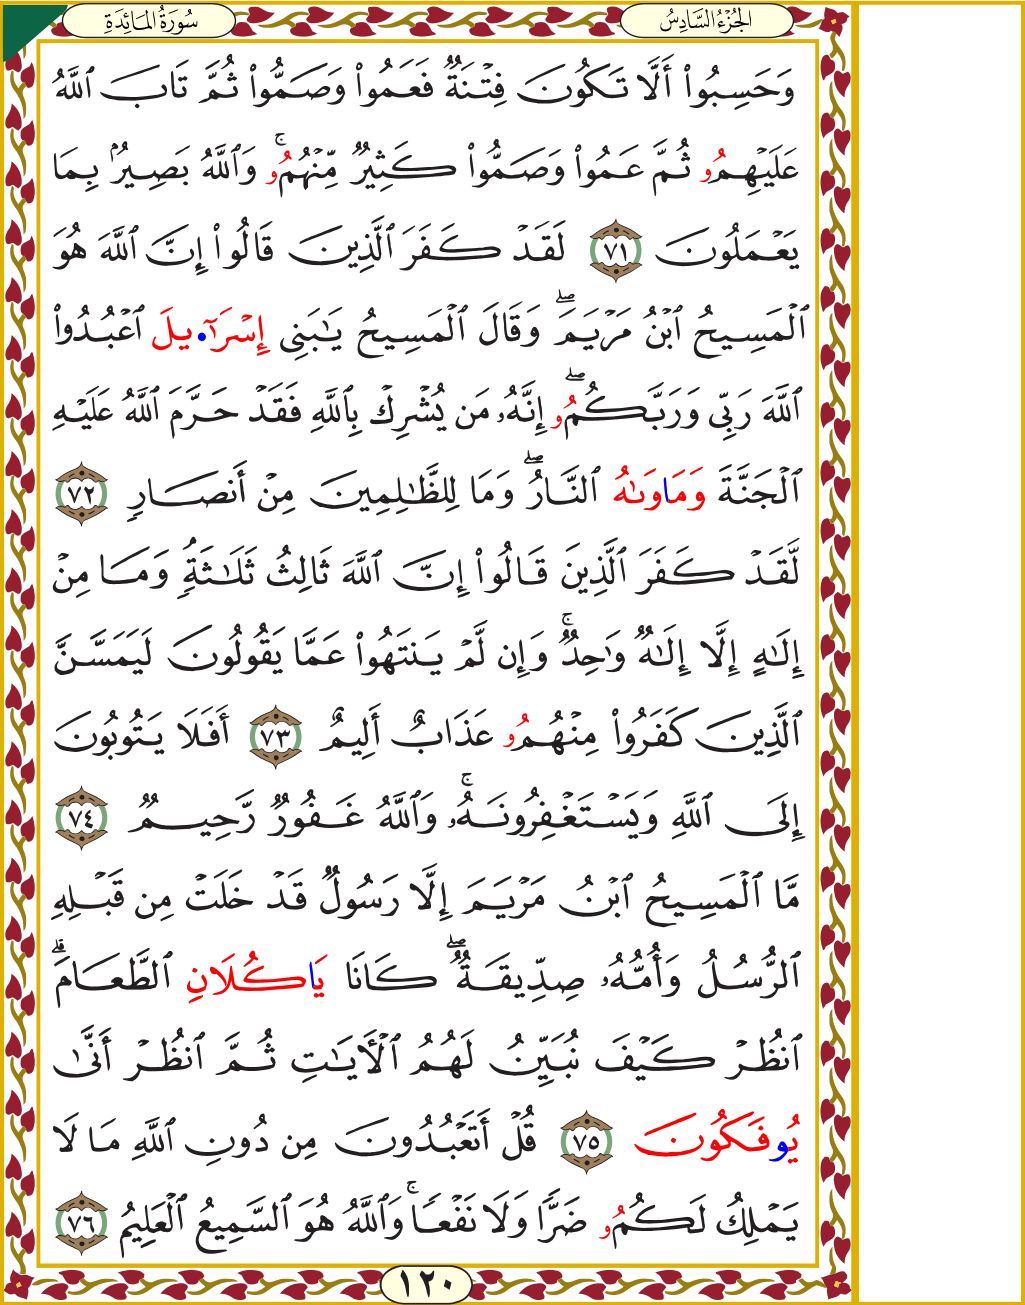 الجُزْءُ السَّادِسُ
سُورَةُ المَائِدَةِ
وَحَسِبُوٓاْ أَلَّا تَكُونَ فِتْنَةٌ فَعَمُواْ وَصَمُّواْ ثُمَّ تَابَ ٱللَّهُ
عَلَيْهِمُۥ ثُمَّ عَمُواْ وَصَمُّواْ كَثِيرٌ مِّنْهُمُۥۚ وَٱللَّهُ بَصِيرُۢ بِمَا
يَعْمَلُونَ ٧١ لَقَدْ كَفَرَ ٱلَّذِينَ قَالُوٓاْ إِنَّ ٱللَّهَ هُوَ
ٱلْمَسِيحُ ٱبْنُ مَرْيَمَۖ وَقَالَ ٱلْمَسِيحُ يَٰبَنِى إِسْرَآ•يلَ ٱعْبُدُواْ
ٱللَّهَ رَبِّى وَرَبَّكُمُۥۖ إِنَّهُۥ مَن يُشْرِكْ بِٱللَّهِ فَقَدْ حَرَّمَ ٱللَّهُ عَلَيْهِ
ٱلْجَنَّةَ وَمَاوَىٰهُ ٱلنَّارُۖ وَمَا لِلظَّٰلِمِينَ مِنْ أَنصَارٍ ٧٢
لَّقَدْ كَفَرَ ٱلَّذِينَ قَالُوٓاْ إِنَّ ٱللَّهَ ثَالِثُ ثَلَٰثَةٍۘ وَمَا مِنْ
إِلَٰهٍ إِلَّا إِلَٰهٌ وَٰحِدٌۚ وَإِن لَّمْ يَنتَهُواْ عَمَّا يَقُولُونَ لَيَمَسَّنَّ
ٱلَّذِينَ كَفَرُواْ مِنْهُمُۥ عَذَابٌ أَلِيمٌ ٧٣ أَفَلَا يَتُوبُونَ
إِلَى ٱللَّهِ وَيَسْتَغْفِرُونَهُۥۚ وَٱللَّهُ غَفُورٌ رَّحِيمٌ ٧٤
مَّا ٱلْمَسِيحُ ٱبْنُ مَرْيَمَ إِلَّا رَسُولٌ قَدْ خَلَتْ مِن قَبْلِهِ
ٱلرُّسُلُ وَأُمُّهُۥ صِدِّيقَةٌۖ كَانَا يَاكُلَانِ ٱلطَّعَامَۗ
ٱنظُرْ كَيْفَ نُبَيِّنُ لَهُمُ ٱلْأَيَٰتِ ثُمَّ ٱنظُرْ أَنَّىٰ
يُوفَكُونَ ٧٥ قُلْ أَتَعْبُدُونَ مِن دُونِ ٱللَّهِ مَا لَا
يَمْلِكُ لَكُمُۥ ضَرًّا وَلَا نَفْعًاۚ وَٱللَّهُ هُوَ ٱلسَّمِيعُ ٱلْعَلِيمُ ٧٦
١٢٠